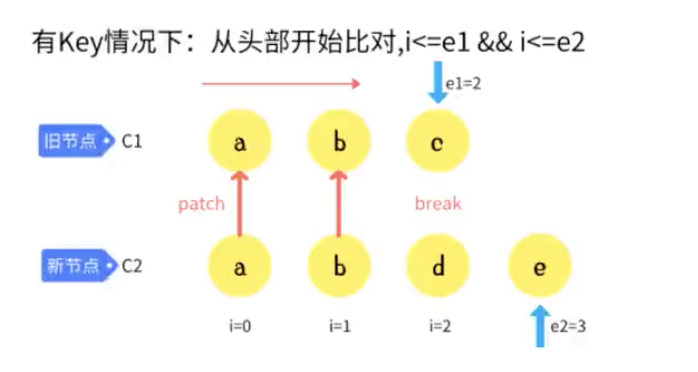 有Key情况下：从头部开始比对,i<=e1 && i<=e2
e1=2
旧节点 C1 a b c
patch break
新节点 C2 a b d e
i=0 i=1 i=2 e2=3